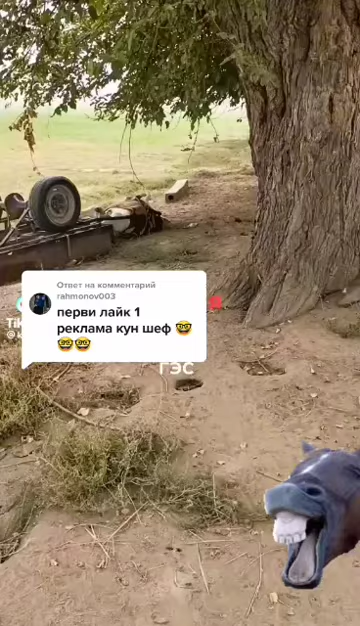 Ответ на комментарий
rahmonov003
перви лайк 1
реклама кун шеф 🤓
🤓🤓
ГЭС